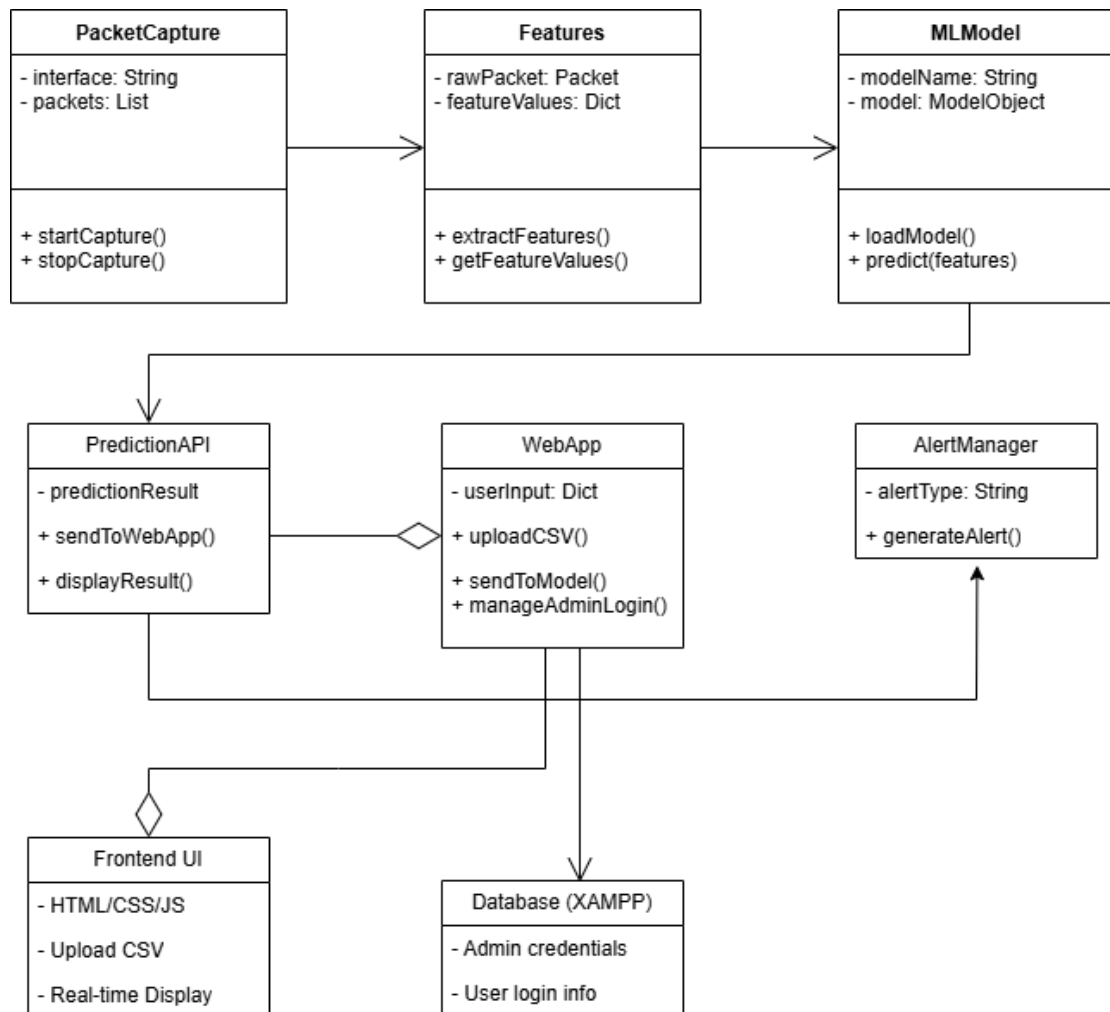 PacketCapture
- interface: String
- packets: List
+ startCapture()
+ stopCapture()
Features
- rawPacket: Packet
- featureValues: Dict
+ extractFeatures()
+ getFeatureValues()
MLModel
- modelName: String
- model: ModelObject
+ loadModel()
+ predict(features)
PredictionAPI
- predictionResult
+ sendToWebApp()
+ displayResult()
WebApp
- userInput: Dict
+ uploadCSV()
+ sendToModel()
+ manageAdminLogin()
AlertManager
- alertType: String
+ generateAlert()
Frontend UI
- HTML/CSS/JS
- Upload CSV
- Real-time Display
Database (XAMPP)
- Admin credentials
- User login info